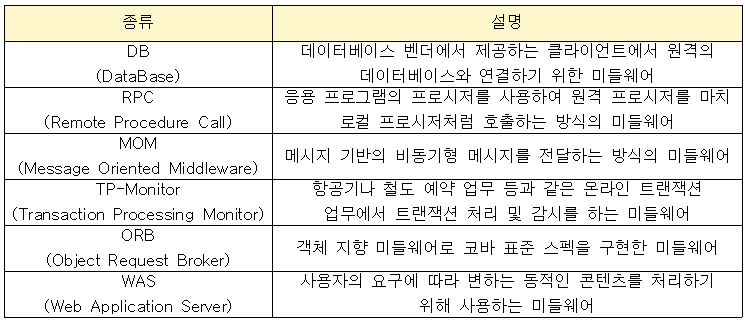 종류 설명
DB
(DataBase)
데이터베이스 벤더에서 제공하는 클라이언트에서 원격의
데이터베이스와 연결하기 위한 미들웨어
RPC
(Remote Procedure Call)
응용 프로그램의 프로시저를 사용하여 원격 프로시저를 마치
로컬 프로시저처럼 호출하는 방식의 미들웨어
MOM
(Message Oriented Middleware)
메시지 기반의 비동기형 메시지를 전달하는 방식의 미들웨어
TP-Monitor
(Transaction Processing Monitor)
항공기나 철도 예약 업무 등과 같은 온라인 트랜잭션
업무에서 트랜잭션 처리 및 감시를 하는 미들웨어
ORB
(Object Request Broker)
객체 지향 미들웨어로 코바 표준 스펙을 구현한 미들웨어
WAS
(Web Application Server)
사용자의 요구에 따라 변하는 동적인 콘텐츠를 처리하기
위해 사용하는 미들웨어